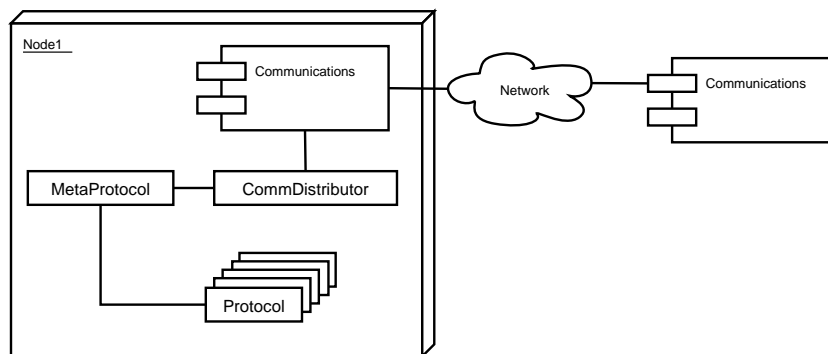 Node1
Communications
Network
Communications
MetaProtocol
CommDistributor
Protocol